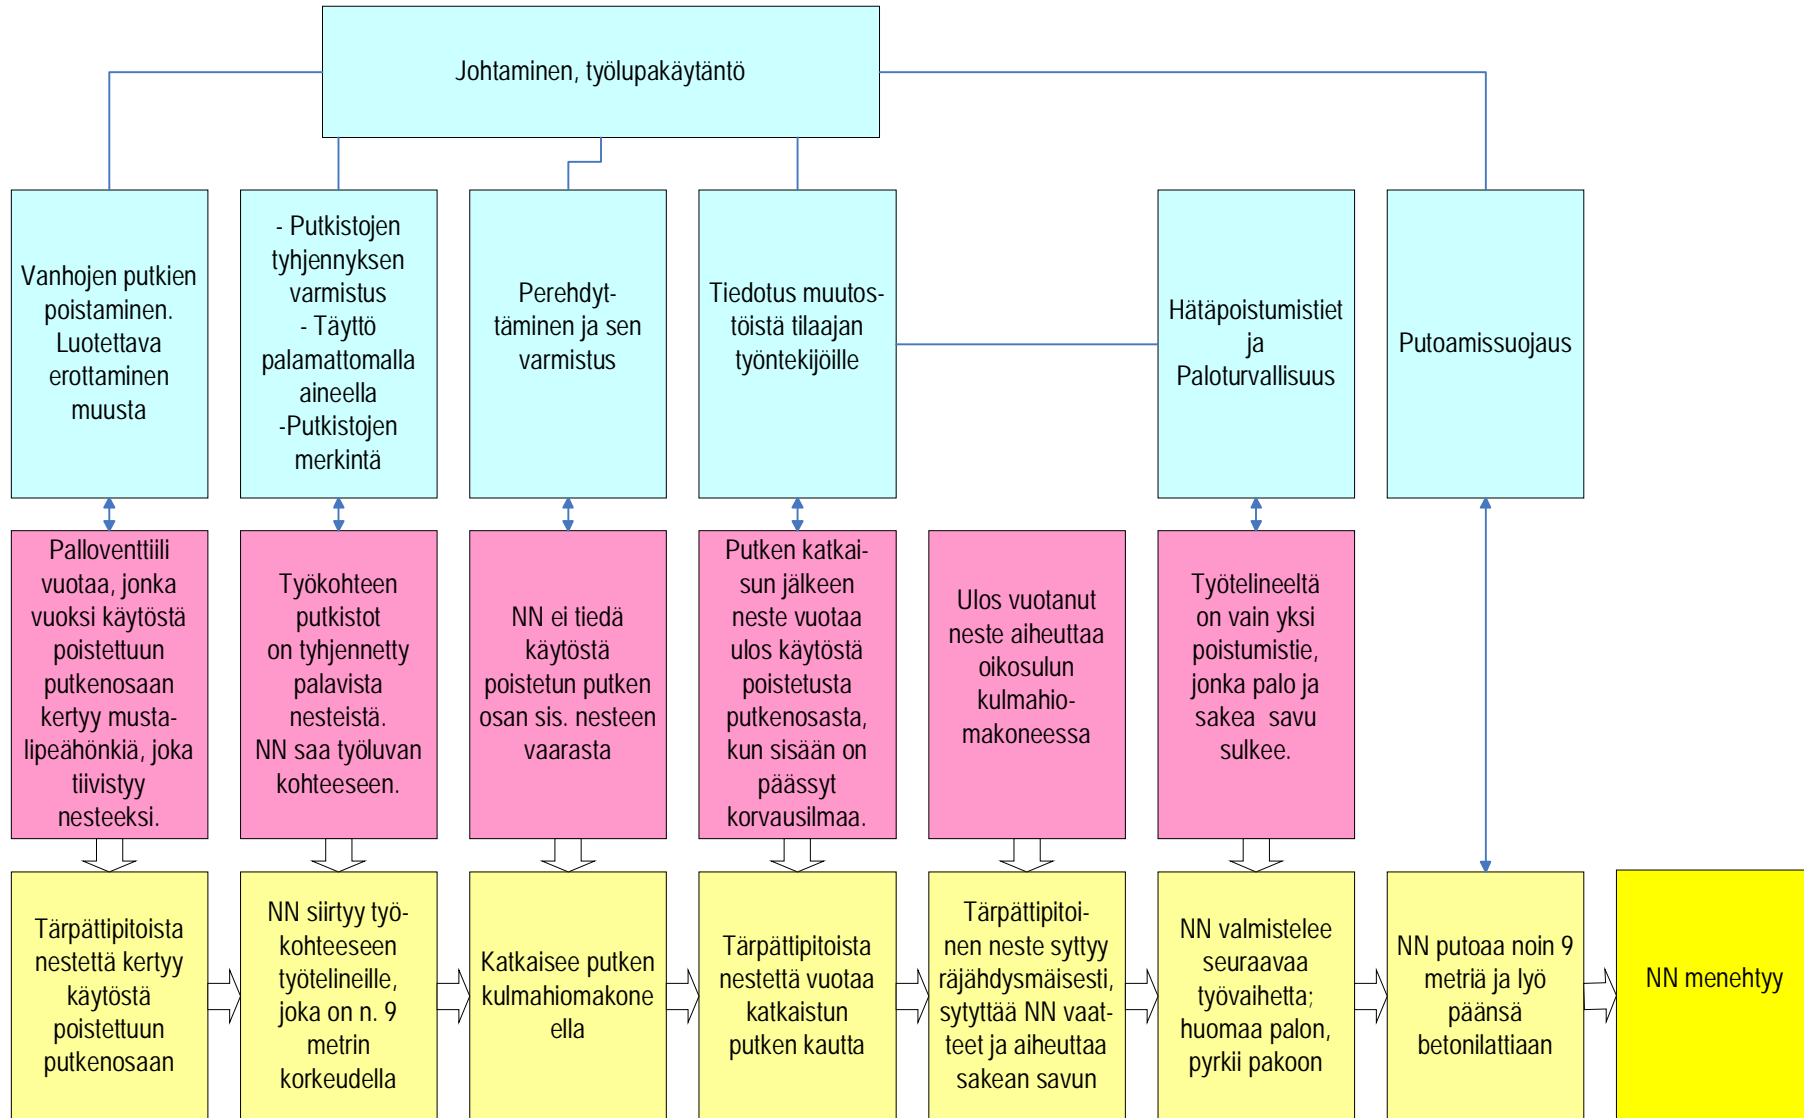 Johtaminen, työlupakäytäntö
Vanhojen putkien
poistaminen.
Luotettava
erottaminen
muusta
- Putkistojen
tyhjennyksen
varmistus
- Täyttö
palamattomalla
aineella
-Putkistojen
merkintä
Perehdyt-
täminen ja sen
varmistus
Tiedotus muutos-
töistä tilaajan
työntekijöille
Hätäpoistumistiet
ja
Paloturvallisuus
Putoamissuojaus
Palloventtiili
vuotaa, jonka
vuoksi käytöstä
poistettuun
putkenosaan
kertyy musta-
lipeähönkiä, joka
tiivistyy
nesteeksi.
Työkohteen
putkistot
on tyhjennetty
palavista
nesteistä.
NN saa työluvan
kohteeseen.
NN ei tiedä
käytöstä
poistetun putken
osan sis. nesteen
vaarasta
Putken katkai-
sun jälkeen
neste vuotaa
ulos käytöstä
poistetusta
putkenosasta,
kun sisään on
päässyt
korvausilmaa.
Ulos vuotanut
neste aiheuttaa
oikosulun
kulmahio-
makoneessa
Työtelineeltä
on vain yksi
poistumistie,
jonka palo ja
sakea savu
sulkee.
Tärpättipitoista
nestettä kertyy
käytöstä
poistettuun
putkenosaan
NN siirtyy työ-
kohteeseen
työtelineille,
joka on n. 9
metrin
korkeudella
Katkaisee putken
kulmahiomakone
ella
Tärpättipitoista
nestettä vuotaa
katkaistun
putken kautta
Tärpättipitoi-
nen neste syttyy
räjähdysmäisesti,
sytyttää NN vaat-
teet ja aiheuttaa
sakean savun
NN valmistelee
seuraavaa
työvaihetta;
huomaa palon,
pyrkii pakoon
NN putoaa noin 9
metriä ja lyö
päänsä
betonilattiaan
NN menehtyy